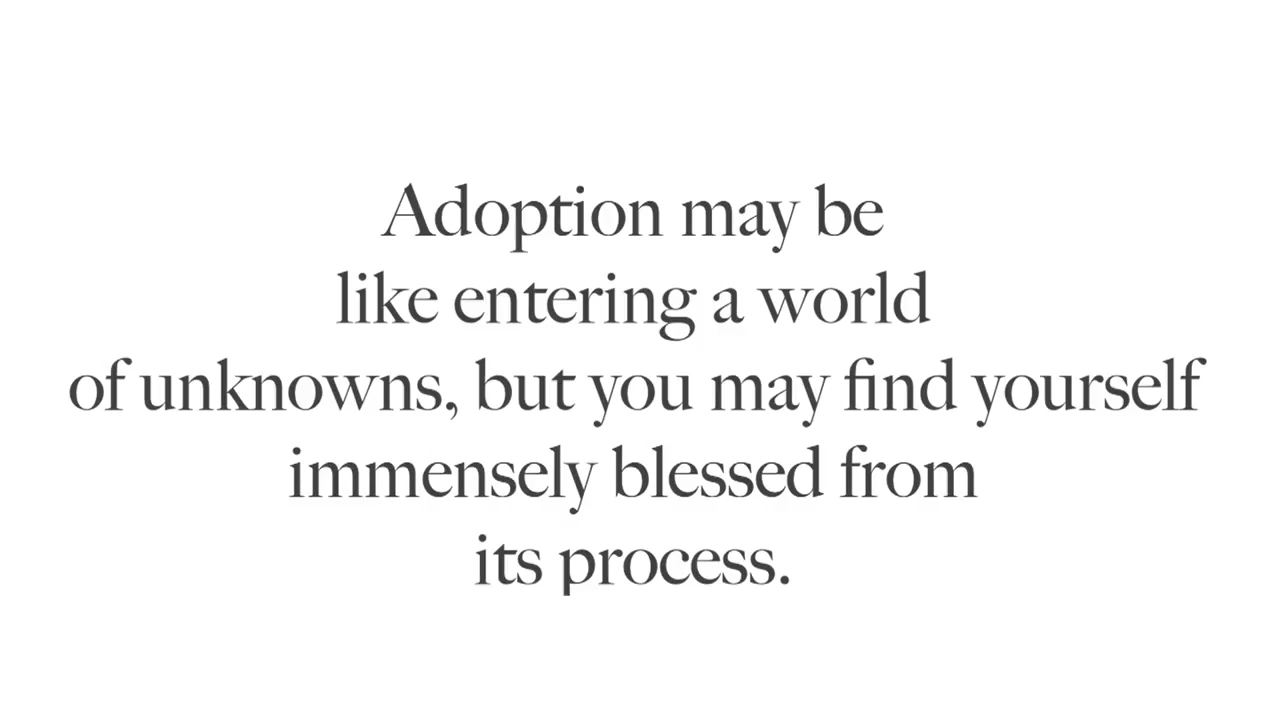 Adoption may be
like entering a world
of unknowns, but you may find yourself
immensely blessed from
its process.